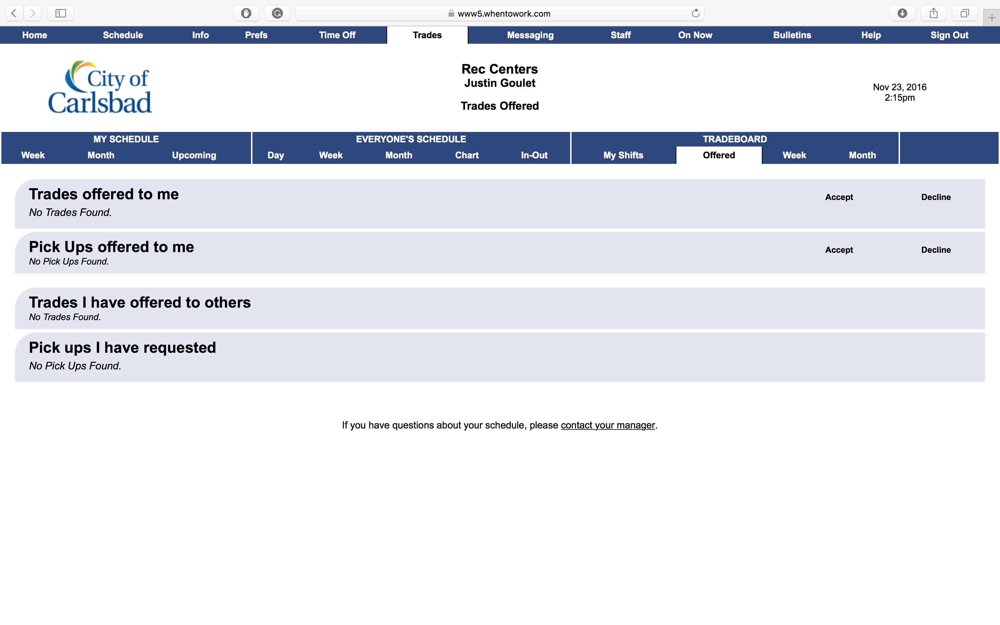 www5.whentowork.com
Home Schedule Info Prefs Time Off Trades Messaging Staff On Now Bulletins Help Sign Out
City of
Carlsbad
Rec Centers
Justin Goulet
Trades Offered
Nov 23, 2016
2:15pm
MY SCHEDULE EVERYONE'S SCHEDULE TRADEBOARD
Week Month Upcoming Day Week Month Chart In-Out My Shifts Offered Week Month
Trades offered to me Accept Decline
No Trades Found.
Pick Ups offered to me Accept Decline
No Pick Ups Found.
Trades I have offered to others
No Trades Found.
Pick ups I have requested
No Pick Ups Found.
If you have questions about your schedule, please contact your manager.